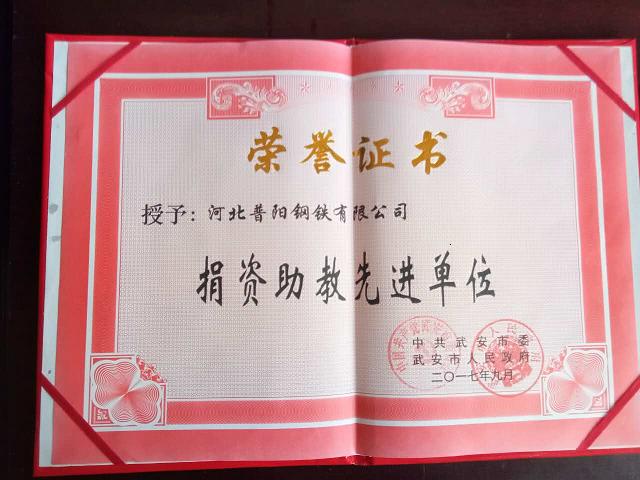 荣誉证书
授予：河北普阳钢铁有限公司
捐资助教先进单位
中共武安市委
武安市人民政府
二〇一七年九月